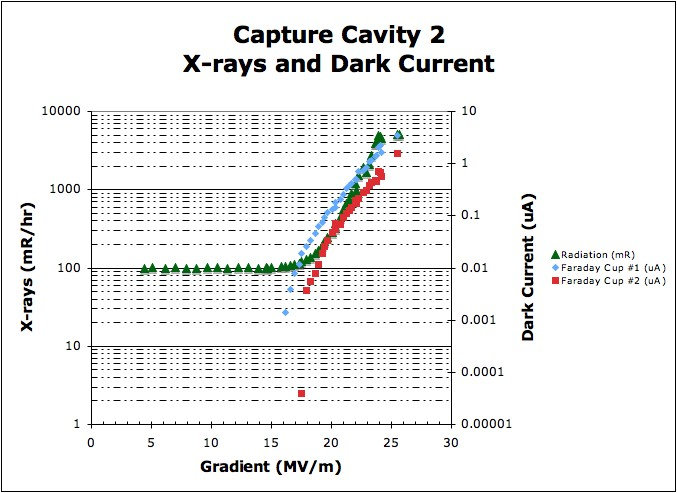 Capture Cavity 2
X-rays and Dark Current
10000
1000
100
10
1
X-rays (mR/hr)
10
1
0.1
0.01
0.001
0.0001
0.00001
Dark Current (uA)
0
5
10
15
20
25
30
Gradient (MV/m)
Radiation (mR)
Faraday Cup #1 (uA)
Faraday Cup #2 (uA)